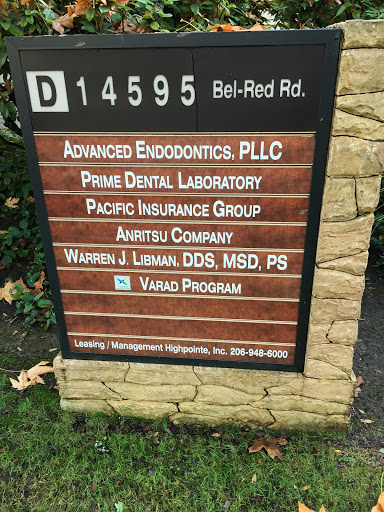 D 14595 Bel-Red Rd.
ADVANCED ENDODONTICS, PLLC
PRIME DENTAL LABORATORY
PACIFIC INSURANCE GROUP
ANRITSU COMPANY
WARREN J. LIBMAN, DDS, MSD, PS
VARAD PROGRAM
Leasing / Management Highpointe, Inc. 206-948-6000